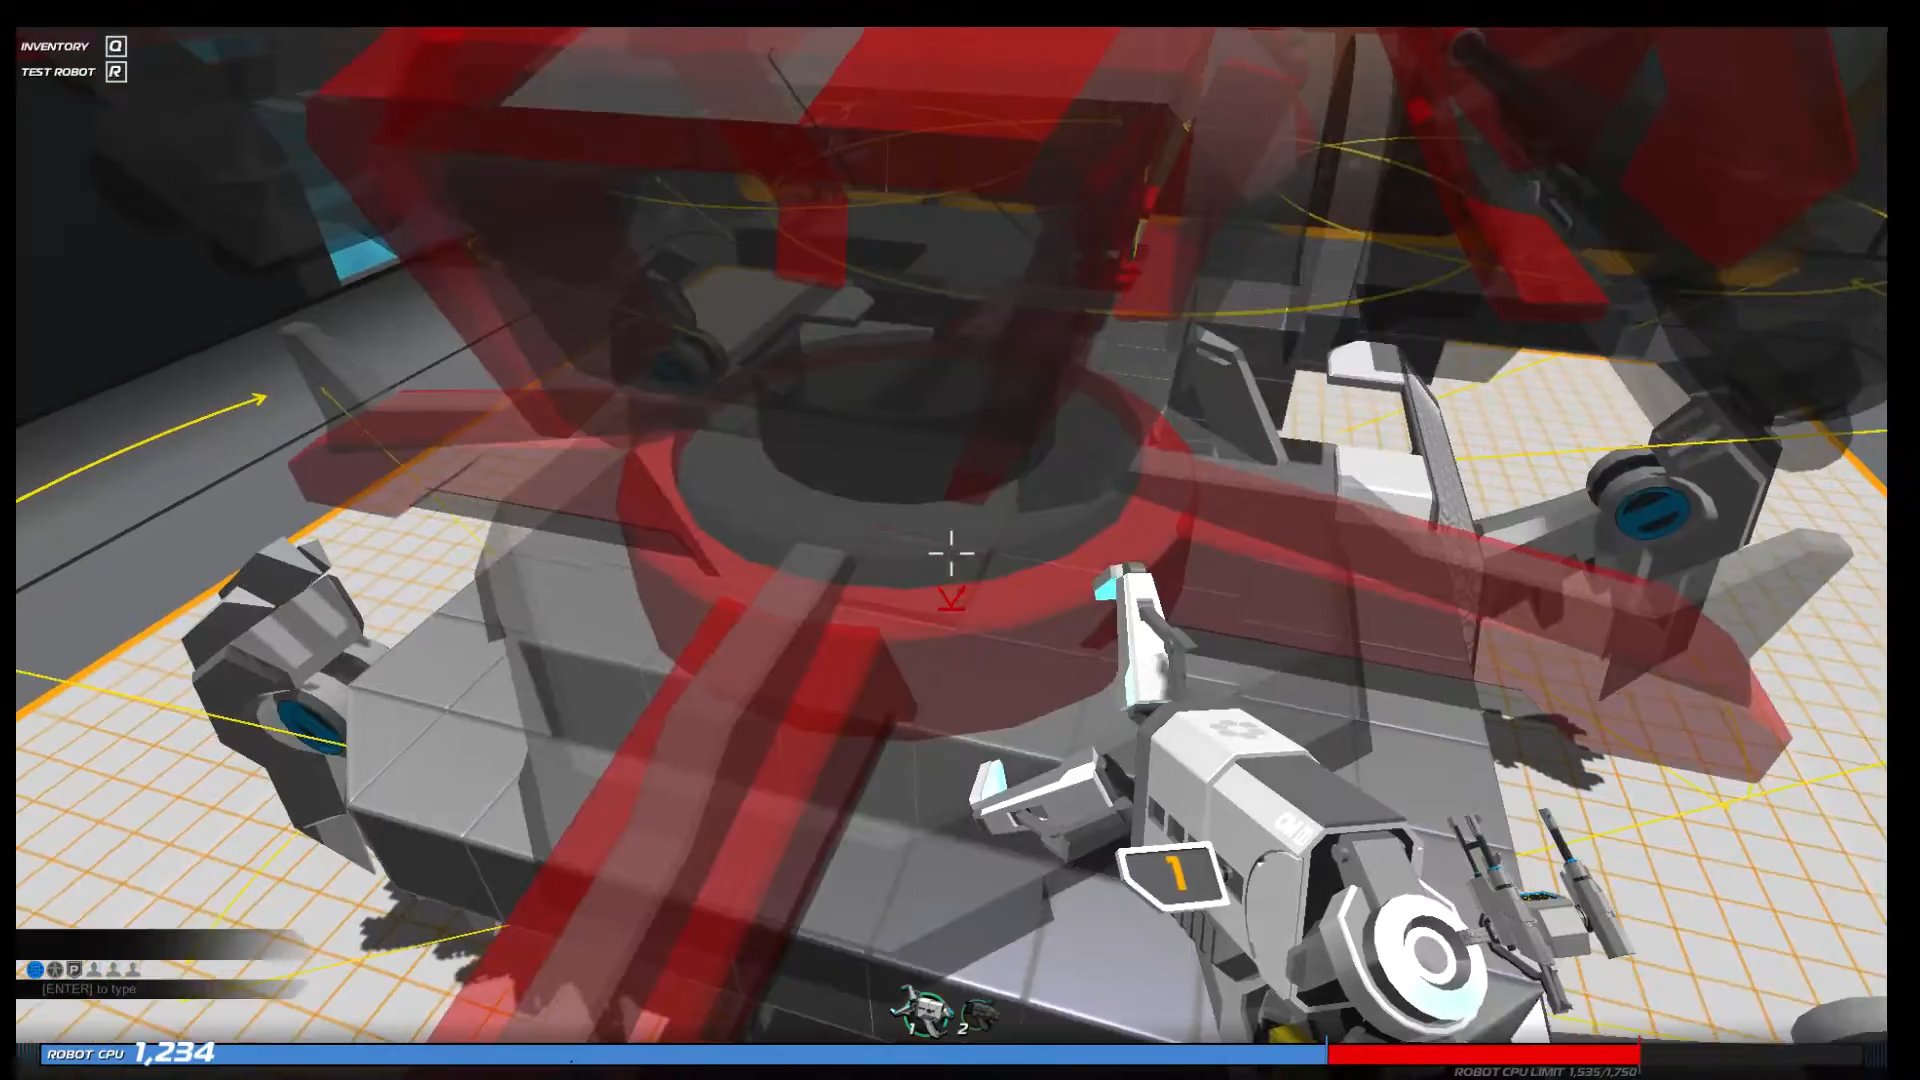 INVENTORY Q
TEST ROBOT R
1
P
[ENTER] to type
1
2
ROBOT CPU 1,234
ROBOT CPU LIMIT 1,535/1,750